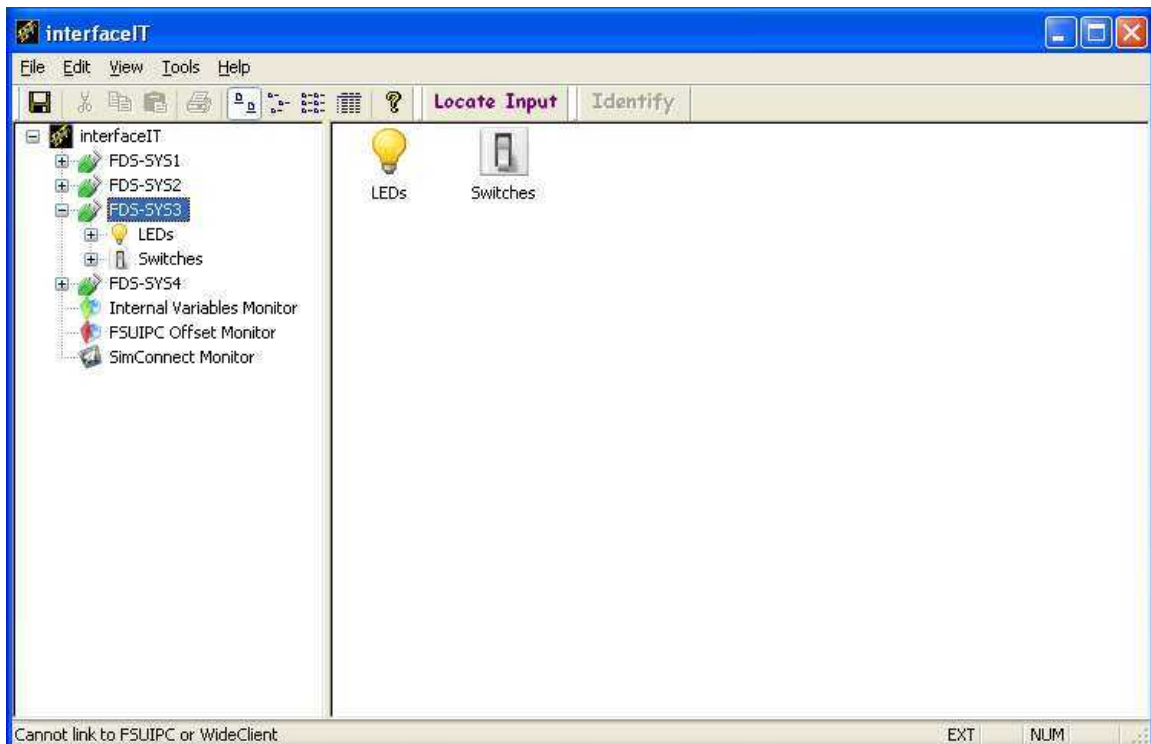 interfaceIT
File Edit View Tools Help
Locate Input Identify
interfaceIT
FDS-SYS1
FDS-SYS2
FDS-SYS3
LEDs
Switches
FDS-SYS4
Internal Variables Monitor
FSUIPC Offset Monitor
SimConnect Monitor
LEDs Switches
Cannot link to FSUIPC or WideClient EXT NUM